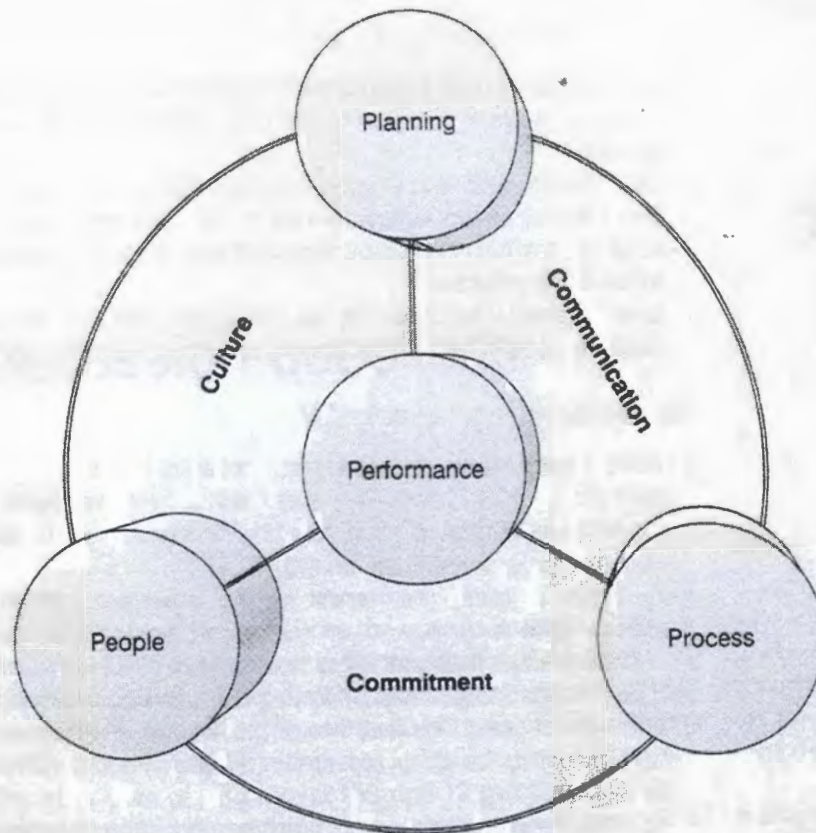 Planning
Culture
Communication
Performance
People
Process
Commitment